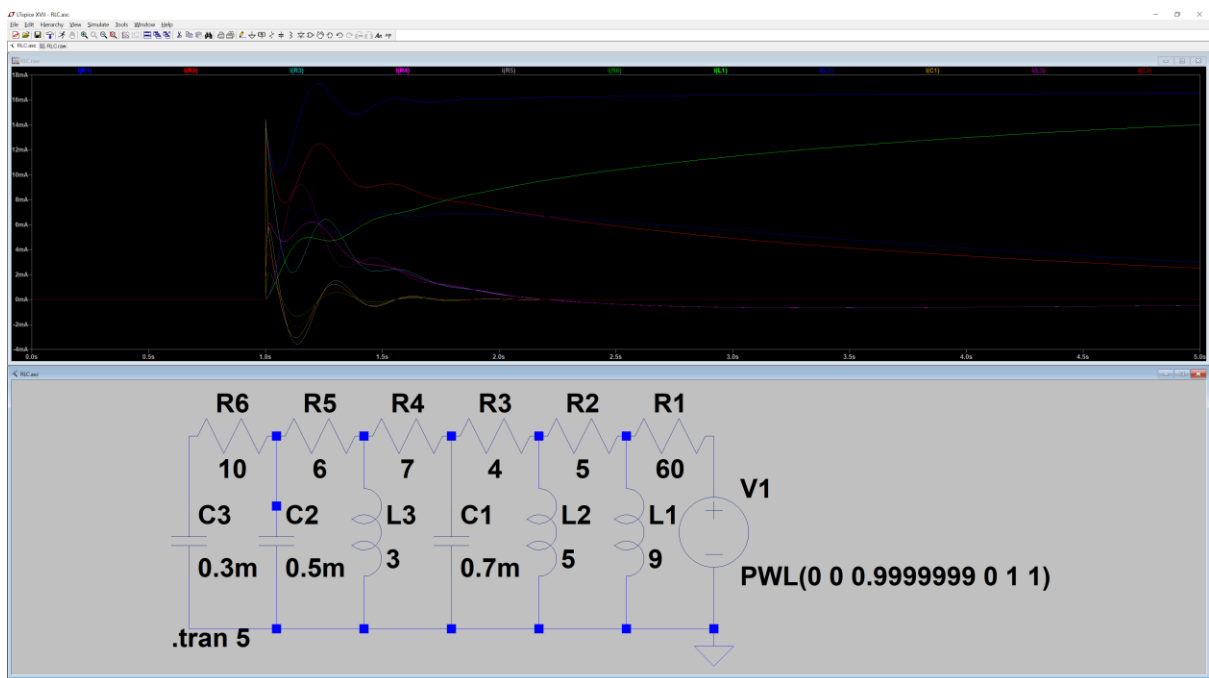 LTspice XVII - RLC.asc
File Edit Hierarchy View Simulate Tools Window Help
RLC.asc RLC.raw
RLC.raw
I(R1) I(R2) I(R3) I(R4) I(R5) I(R6) I(L1) I(L2) I(C1) I(L3) I(C2)
18mA
16mA
14mA
12mA
10mA
8mA
6mA
4mA
2mA
0mA
-2mA
-4mA
0.0s 0.5s 1.0s 1.5s 2.0s 2.5s 3.0s 3.5s 4.0s 4.5s 5.0s
RLC.asc
R6 R5 R4 R3 R2 R1
10 6 7 4 5 60
V1
C3 C2 L3 C1 L2 L1
0.3m 0.5m 3 0.7m 5 9
PWL(0 0 0.9999999 0 1 1)
.tran 5